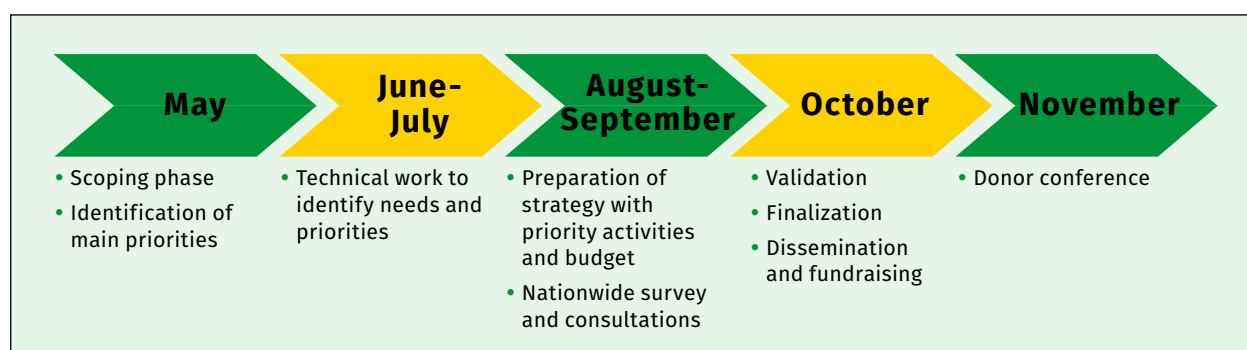 May
• Scoping phase
• Identification of
main priorities
June-
July
• Technical work to
identify needs and
priorities
August-
September
• Preparation of
strategy with
priority activities
and budget
• Nationwide survey
and consultations
October
• Validation
• Finalization
• Dissemination
and fundraising
November
• Donor conference